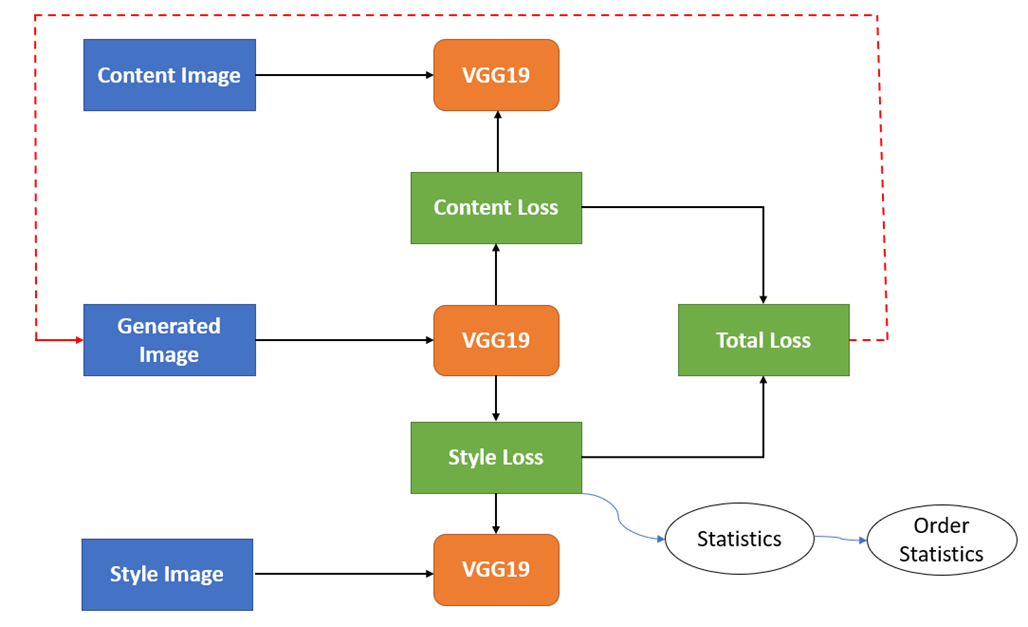 Content Image
VGG19
Content Loss
Generated
Image
VGG19
Total Loss
Style Loss
Statistics
Order
Statistics
Style Image
VGG19